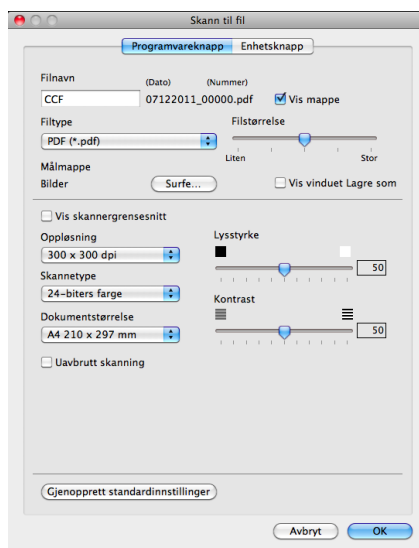 Skann til fil
Programvareknapp Enhetsknapp
Filnavn (Dato) (Nummer)
CCF 07122011_00000.pdf Vis mappe
Filtype Filstørrelse
PDF (*.pdf)
Liten Stor
Målmappe
Bilder Surfe... Vis vinduet Lagre som
Vis skannergrensesnitt
Oppløsning Lysstyrke
300 x 300 dpi
50
Skannetype
24-biters farge
Kontrast
Dokumentstørrelse
A4 210 x 297 mm 50
Uavbrutt skanning
Gjenopprett standardinnstillinger
Avbryt OK